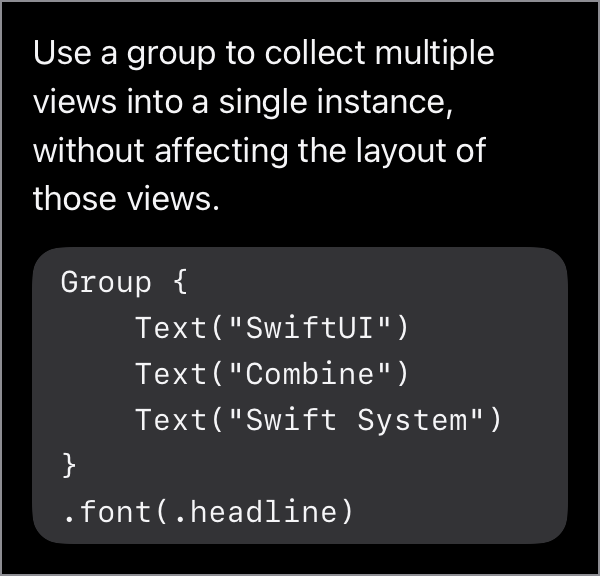 Use a group to collect multiple
views into a single instance,
without affecting the layout of
those views.
Group {
    Text("SwiftUI")
    Text("Combine")
    Text("Swift System")
}
.font(.headline)